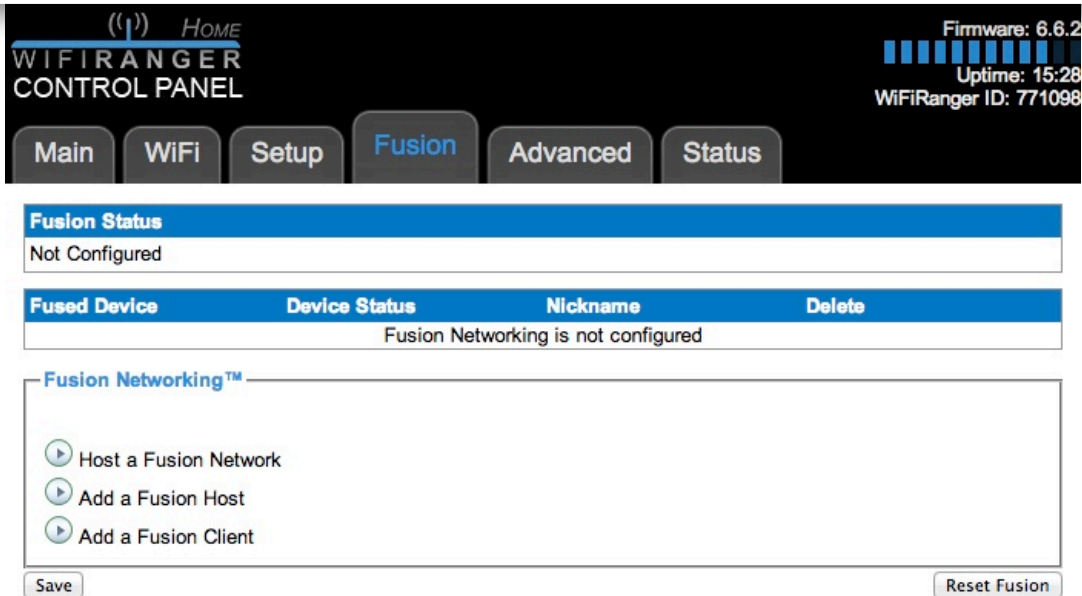 HOME
WIFIRANGER
CONTROL PANEL
Firmware: 6.6.2
Uptime: 15:28
WiFiRanger ID: 771098
Main WiFi Setup Fusion Advanced Status
Fusion Status
Not Configured
Fused Device Device Status Nickname Delete
Fusion Networking is not configured
Fusion Networking™
Host a Fusion Network
Add a Fusion Host
Add a Fusion Client
Save Reset Fusion